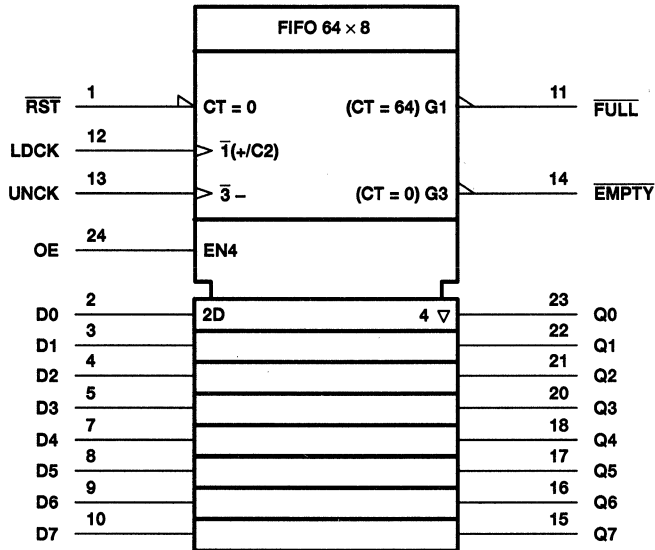 FIFO 64 × 8
R̅S̅T̅ 1 CT = 0 (CT = 64) G1 11 F̅U̅L̅L̅
LDCK 12 1̅(+/C2)
UNCK 13 3̅ – (CT = 0) G3 14 E̅M̅P̅T̅Y̅
OE 24 EN4
D0 2 2D 4 ▽ 23 Q0
D1 3 22 Q1
D2 4 21 Q2
D3 5 20 Q3
D4 7 18 Q4
D5 8 17 Q5
D6 9 16 Q6
D7 10 15 Q7